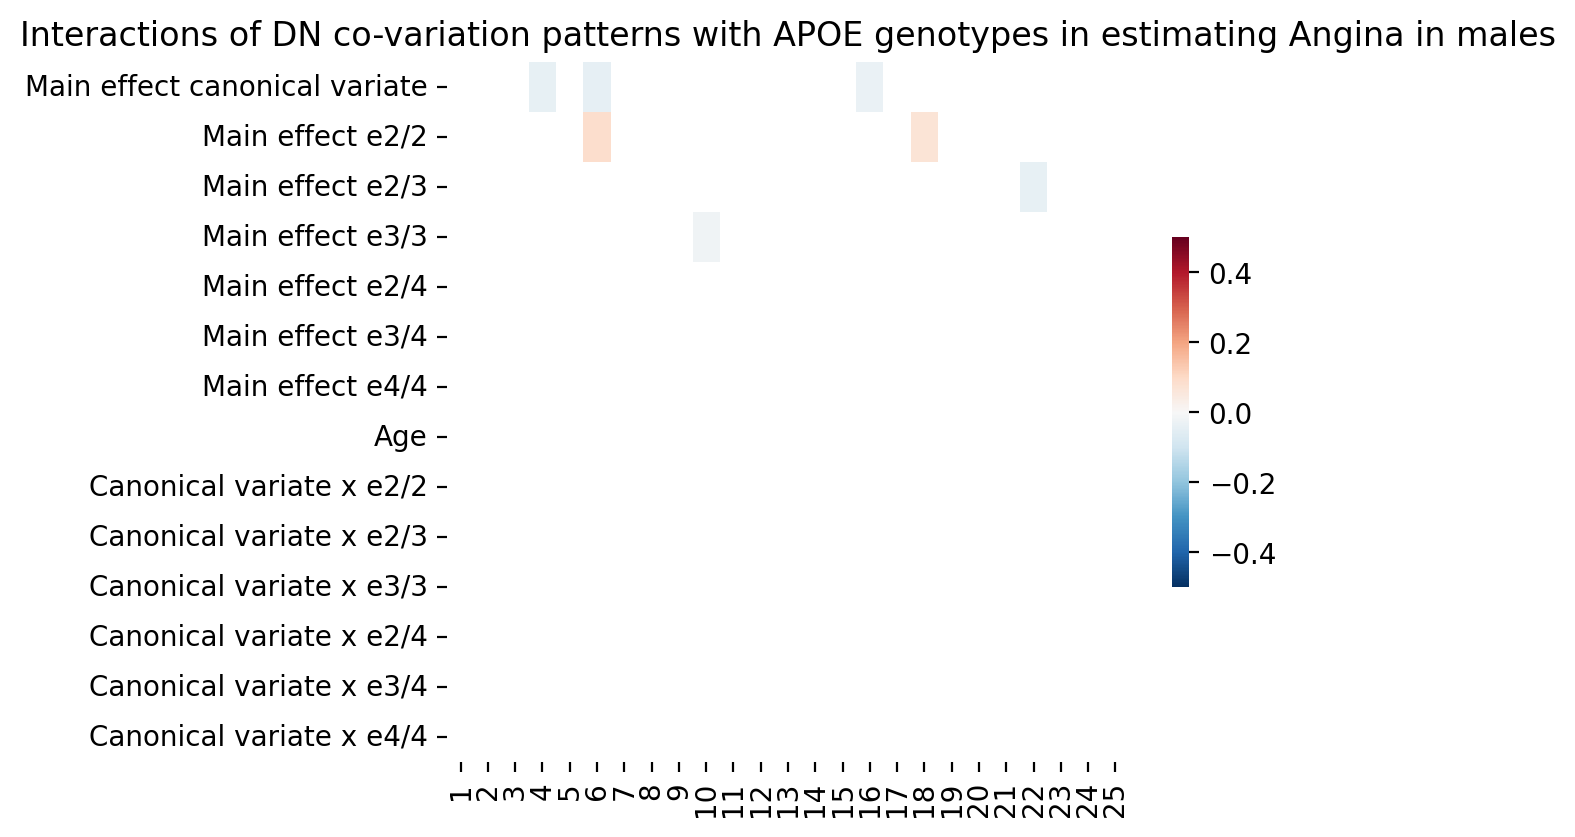 Interactions of DN co-variation patterns with APOE genotypes in estimating Angina in males
Main effect canonical variate
Main effect e2/2
Main effect e2/3
Main effect e3/3
Main effect e2/4
Main effect e3/4
Main effect e4/4
Age
Canonical variate x e2/2
Canonical variate x e2/3
Canonical variate x e3/3
Canonical variate x e2/4
Canonical variate x e3/4
Canonical variate x e4/4
1 2 3 4 5 6 7 8 9 10 11 12 13 14 15 16 17 18 19 20 21 22 23 24 25
0.4
0.2
0.0
−0.2
−0.4